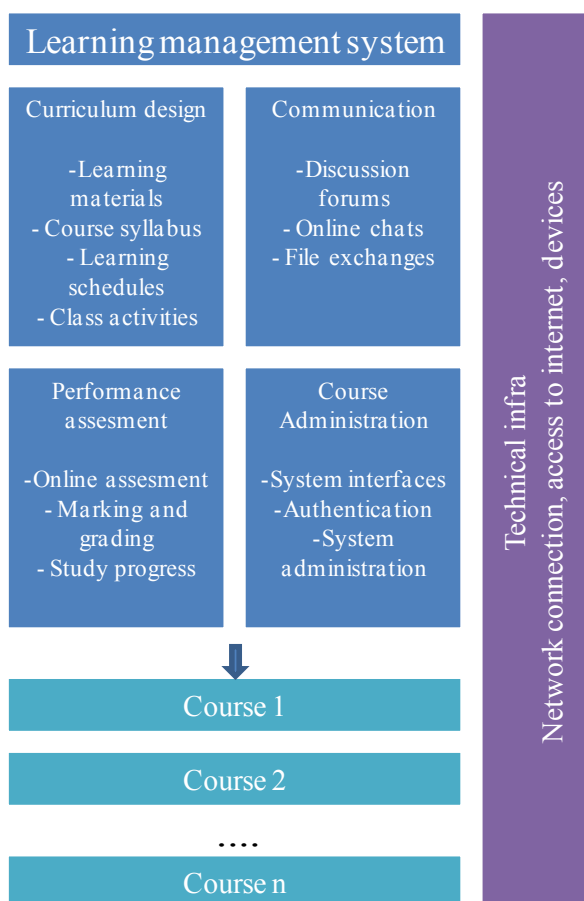 Learning management system
Curriculum design
-Learning
materials
- Course syllabus
- Learning
schedules
- Class activities
Communication
-Discussion
forums
- Online chats
- File exchanges
Performance
assesment
-Online assesment
- Marking and
grading
- Study progress
Course
Administration
-System interfaces
-Authentication
-System
administration
Course 1
Course 2
....
Course n
Technical infra
Network connection, access to internet, devices